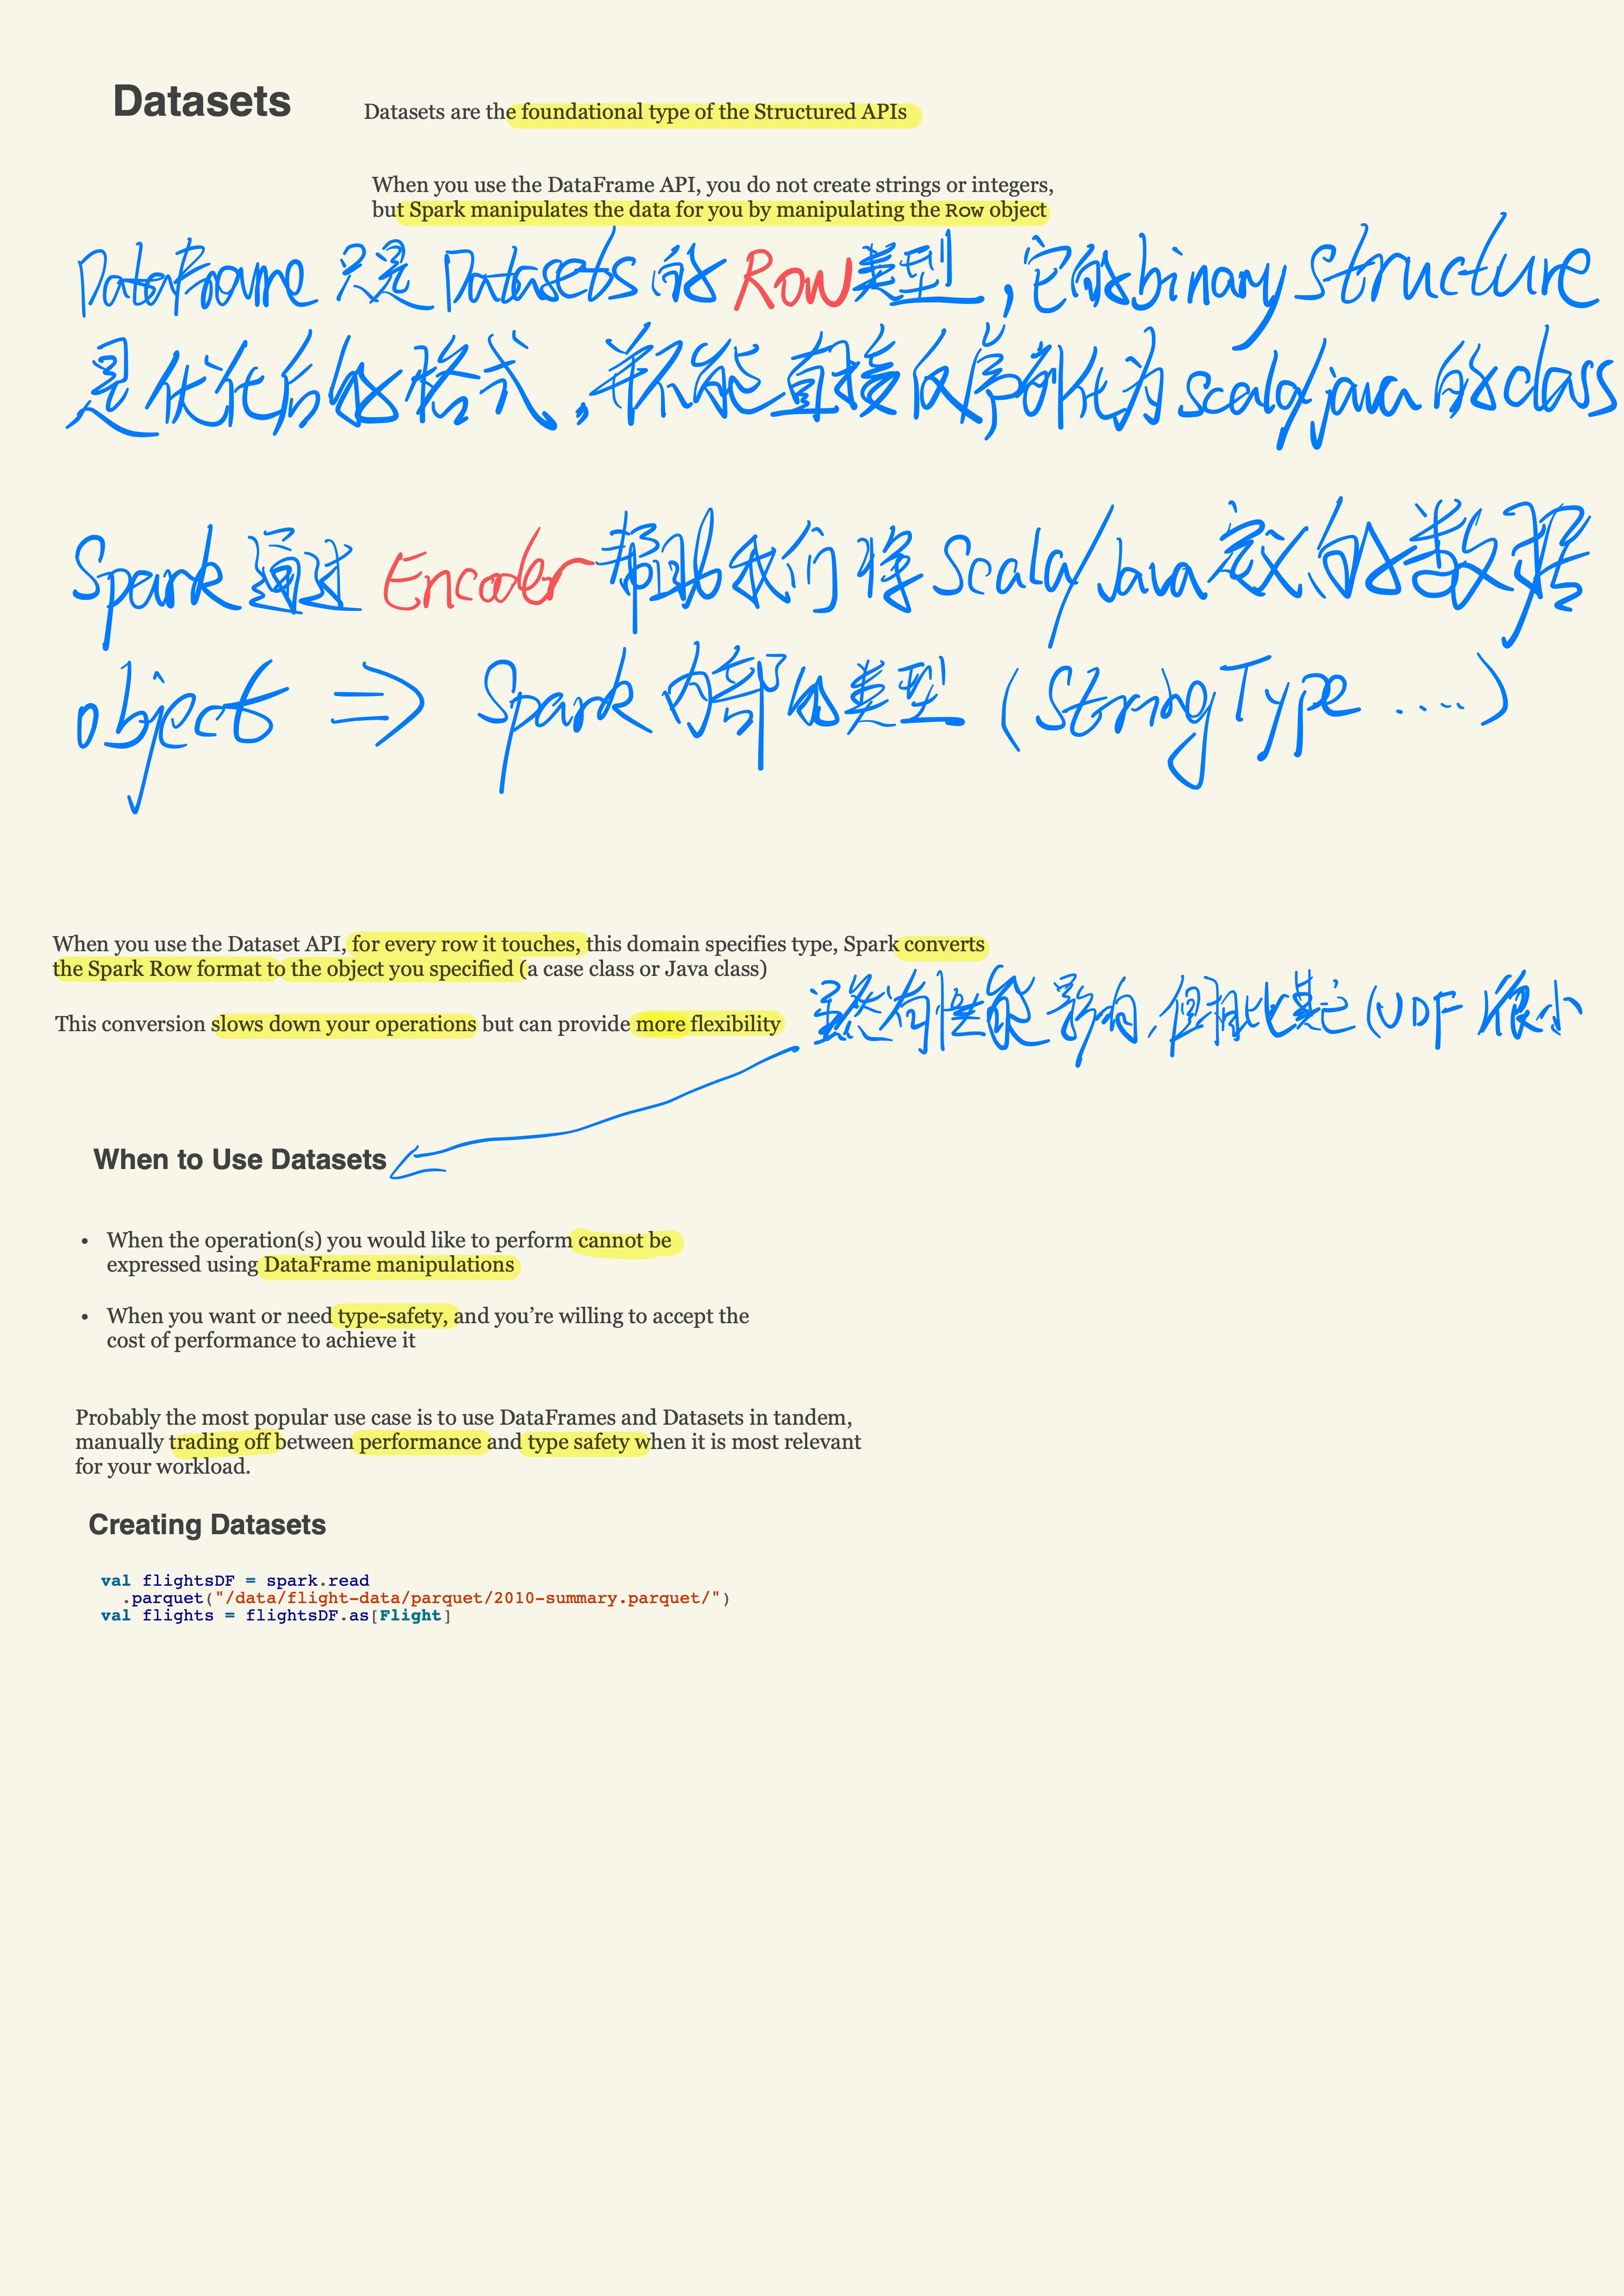 Datasets
Datasets are the foundational type of the Structured APIs
When you use the DataFrame API, you do not create strings or integers,
but Spark manipulates the data for you by manipulating the Row object
DataFrame 只是 Datasets 的 Row 类型，它的 binary structure
是优化后的格式，并不能直接反序列化为 scala/java 的 class
Spark 通过 Encoder 帮助我们将 Scala/Java 定义的数据
object ⇒ Spark 内部的类型 (StringType ....)
When you use the Dataset API, for every row it touches, this domain specifies type, Spark converts
the Spark Row format to the object you specified (a case class or Java class)
This conversion slows down your operations but can provide more flexibility
虽然有性能影响，但相比其它 (UDF) 很小
When to Use Datasets
• When the operation(s) you would like to perform cannot be
expressed using DataFrame manipulations
• When you want or need type-safety, and you’re willing to accept the
cost of performance to achieve it
Probably the most popular use case is to use DataFrames and Datasets in tandem,
manually trading off between performance and type safety when it is most relevant
for your workload.
Creating Datasets
val flightsDF = spark.read
.parquet("/data/flight-data/parquet/2010-summary.parquet/")
val flights = flightsDF.as[Flight]